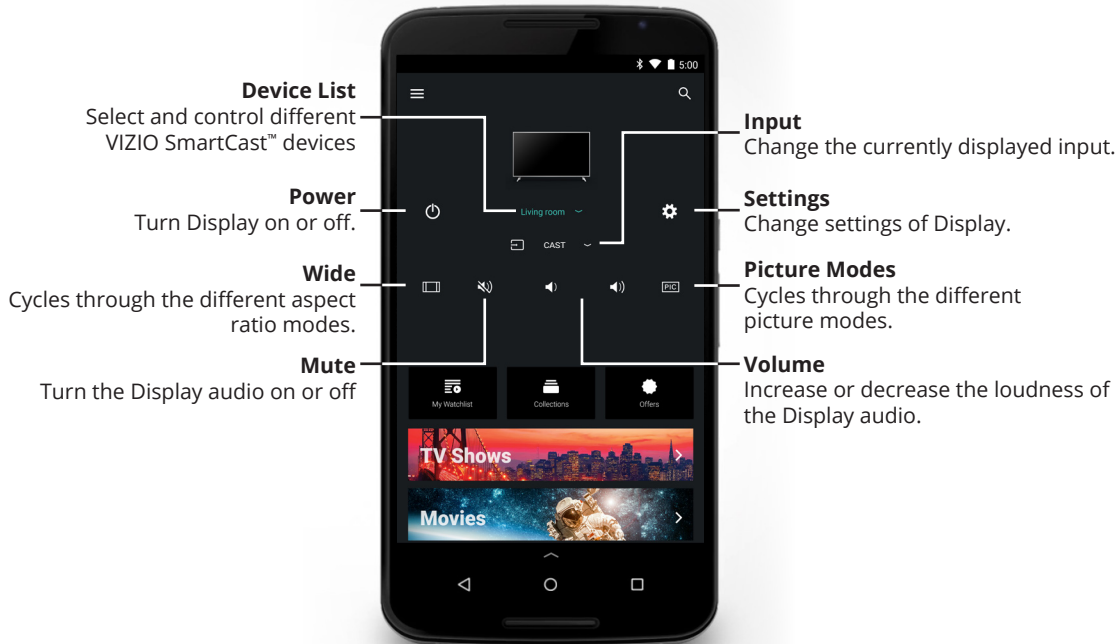 5:00
Device List
Select and control different
VIZIO SmartCast™ devices
Power
Turn Display on or off.
Wide
Cycles through the different aspect
ratio modes.
Mute
Turn the Display audio on or off
Living room
CAST
PIC
My Watchlist
Collections
Offers
TV Shows
Movies
Input
Change the currently displayed input.
Settings
Change settings of Display.
Picture Modes
Cycles through the different
picture modes.
Volume
Increase or decrease the loudness of
the Display audio.